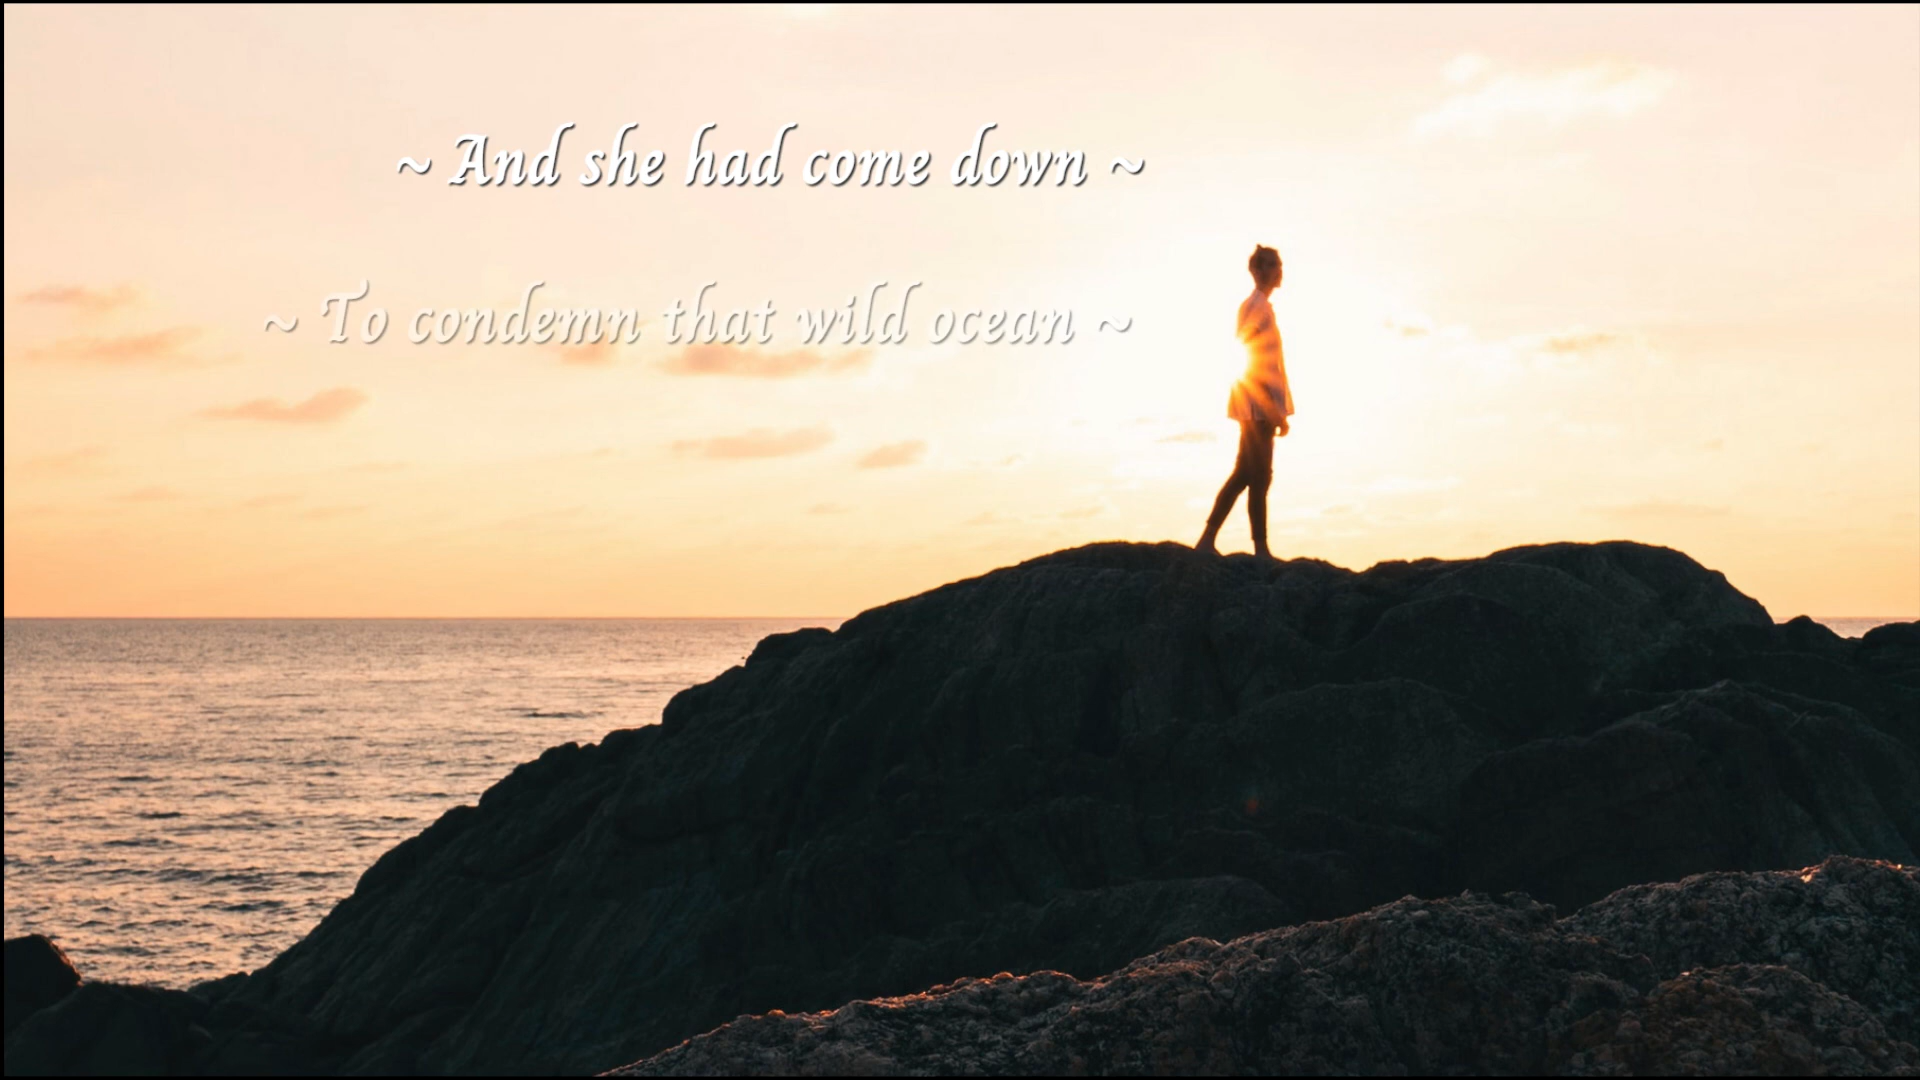 ~ And she had come down ~
~ To condemn that wild ocean ~